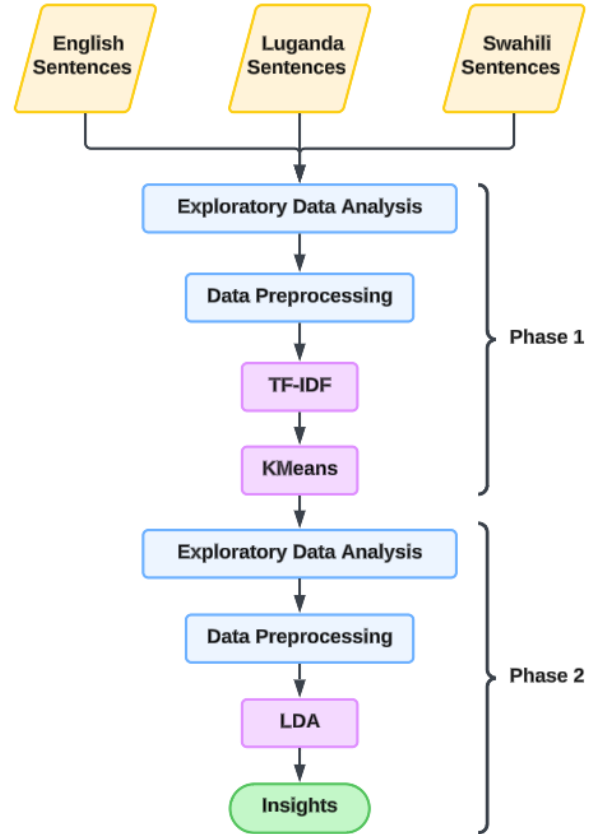 English
Sentences
Luganda
Sentences
Swahili
Sentences
Exploratory Data Analysis
Data Preprocessing
Phase 1
TF-IDF
KMeans
Exploratory Data Analysis
Data Preprocessing
Phase 2
LDA
Insights